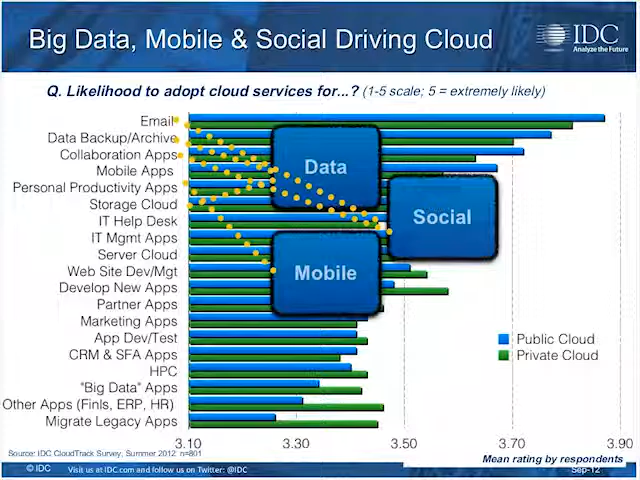 Big Data, Mobile & Social Driving Cloud
IDC
Analyze the Future
Q. Likelihood to adopt cloud services for...? (1-5 scale; 5 = extremely likely)
Email
Data Backup/Archive
Collaboration Apps
Mobile Apps
Personal Productivity Apps
Storage Cloud
IT Help Desk
IT Mgmt Apps
Server Cloud
Web Site Dev/Mgt
Develop New Apps
Partner Apps
Marketing Apps
App Dev/Test
CRM & SFA Apps
HPC
"Big Data" Apps
Other Apps (Finls, ERP, HR)
Migrate Legacy Apps
Data
Social
Mobile
Public Cloud
Private Cloud
3.10 3.30 3.50 3.70 3.90
Source: IDC CloudTrack Survey, Summer 2012 n=801
Mean rating by respondents
© IDC Visit us at IDC.com and follow us on Twitter: @IDC
Sep-12